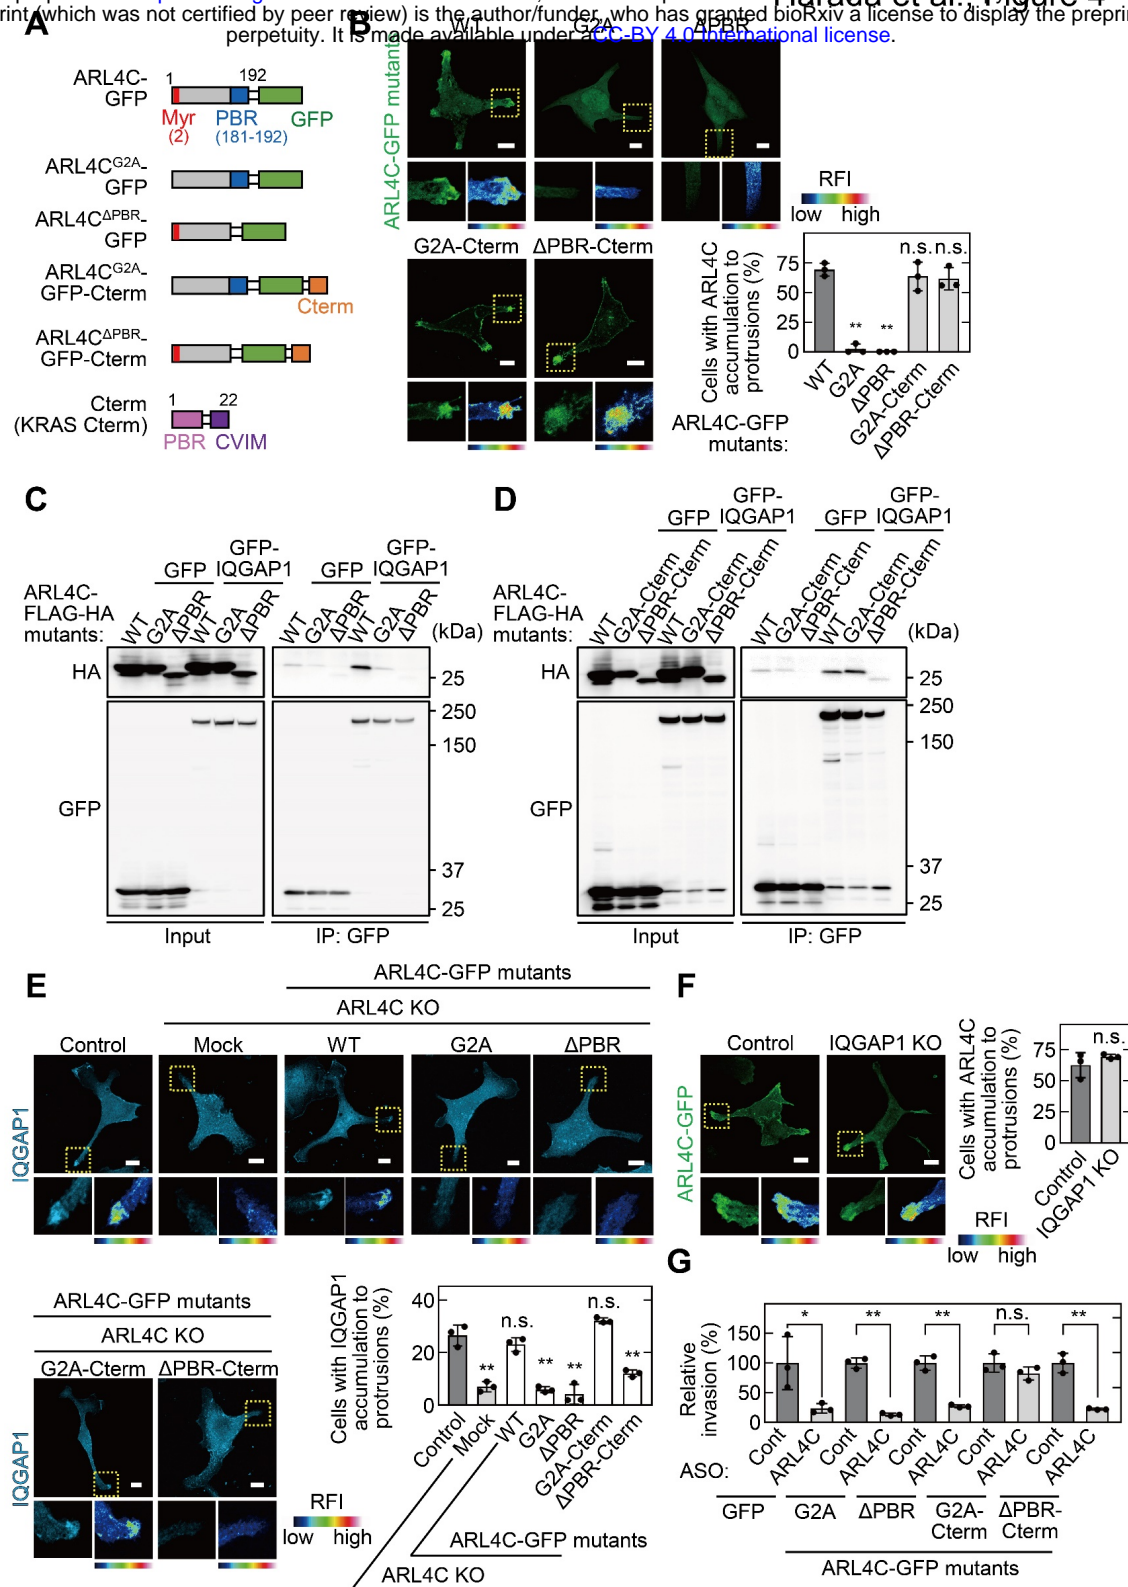 print (which was not certified by peer review) is the author/funder, who has granted bioRxiv a license to display the preprint
perpetuity. It is made available under aCC-BY 4.0 International license.
Harada et al., Figure 4
A
ARL4C-
GFP
1
192
Myr
(2)
PBR
(181-192)
GFP
ARL4CG2A-
GFP
ARL4CΔPBR-
GFP
ARL4CG2A-
GFP-Cterm
Cterm
ARL4CΔPBR-
GFP-Cterm
Cterm
(KRAS Cterm)
1
22
PBR
CVIM
B
ARL4C-GFP mutants
WT
G2A
ΔPBR
G2A-Cterm
ΔPBR-Cterm
RFI
low high
Cells with ARL4C
accumulation to
protrusions (%)
75
50
25
0
**
**
n.s.
n.s.
WT
G2A
ΔPBR
G2A-Cterm
ΔPBR-Cterm
ARL4C-GFP
mutants:
C
GFP
GFP-
IQGAP1
GFP
GFP-
IQGAP1
ARL4C-
FLAG-HA
mutants:
WT
G2A
ΔPBR
WT
G2A
ΔPBR
WT
G2A
ΔPBR
WT
G2A
ΔPBR
(kDa)
HA
25
250
150
GFP
37
25
Input
IP: GFP
D
GFP
GFP-
IQGAP1
GFP
GFP-
IQGAP1
ARL4C-
FLAG-HA
mutants:
WT
G2A-Cterm
ΔPBR-Cterm
WT
G2A-Cterm
ΔPBR-Cterm
WT
G2A-Cterm
ΔPBR-Ctem
WT
G2A-Cterm
ΔPBR-Cterm
(kDa)
HA
25
250
150
GFP
37
25
Input
IP: GFP
E
ARL4C-GFP mutants
ARL4C KO
Control
Mock
WT
G2A
ΔPBR
IQGAP1
ARL4C-GFP mutants
ARL4C KO
G2A-Cterm
ΔPBR-Cterm
IQGAP1
RFI
low high
Cells with IQGAP1
accumulation to
protrusions (%)
40
20
0
**
n.s.
**
**
n.s.
**
Control
Mock
WT
G2A
ΔPBR
G2A-Cterm
ΔPBR-Cterm
ARL4C-GFP mutants
ARL4C KO
F
Control
IQGAP1 KO
ARL4C-GFP
Cells with ARL4C
accumulation to
protrusions (%)
75
50
25
0
n.s.
Control
IQGAP1 KO
RFI
low high
G
Relative
invasion (%)
150
100
50
0
*
**
**
n.s.
**
ASO:
Cont
ARL4C
Cont
ARL4C
Cont
ARL4C
Cont
ARL4C
Cont
ARL4C
GFP
G2A
ΔPBR
G2A-
Cterm
ΔPBR-
Cterm
ARL4C-GFP mutants